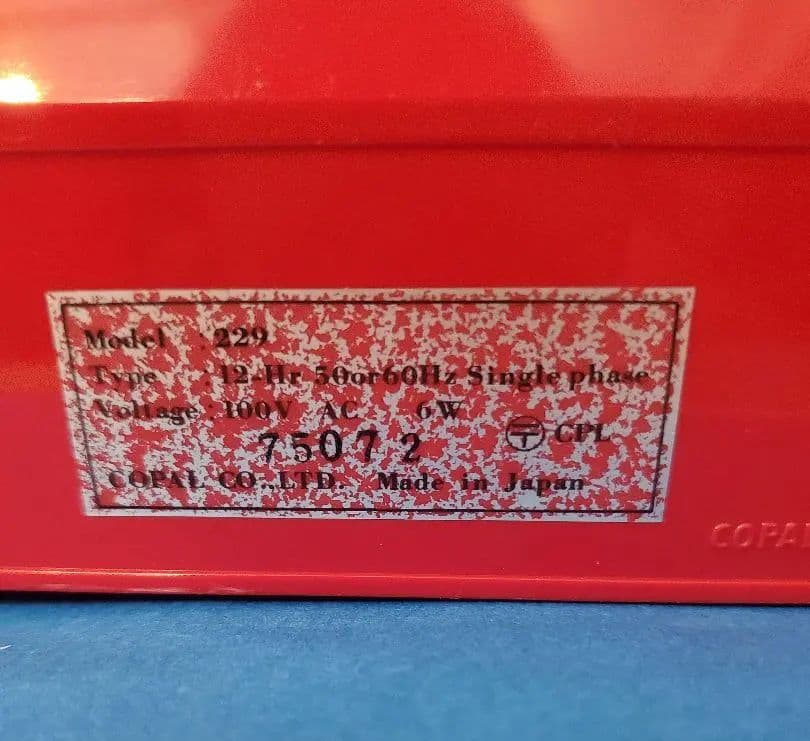 Model : 229
Type : 12-Hr 50or60Hz Single phase
Voltage : 100V AC 6W
〒 CPL
75072
COPAL CO.,LTD. Made in Japan
COPA